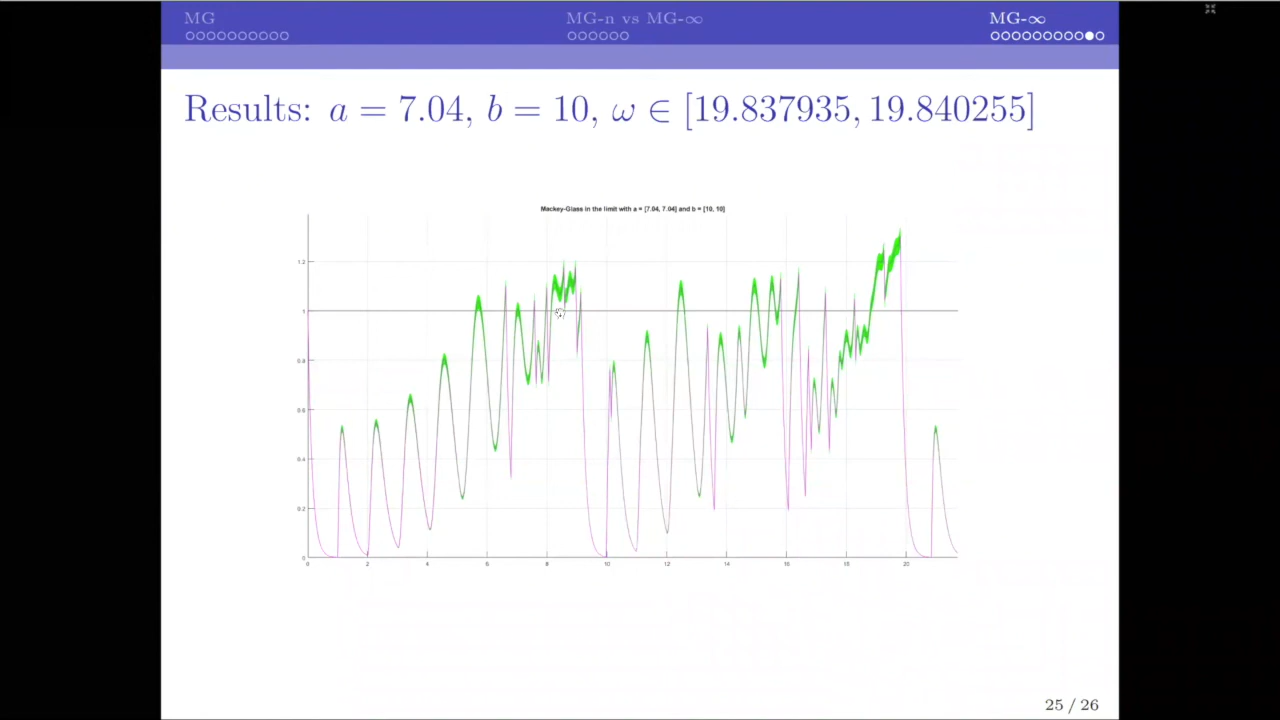 MG MG-n vs MG-∞ MG-∞
Results: a = 7.04, b = 10, ω ∈ [19.837935, 19.840255]
Mackey-Glass in the limit with a = [7.04, 7.04] and b = [10, 10]
1.2
1
0.8
0.6
0.4
0.2
0
0 2 4 6 8 10 12 14 16 18 20
25 / 26